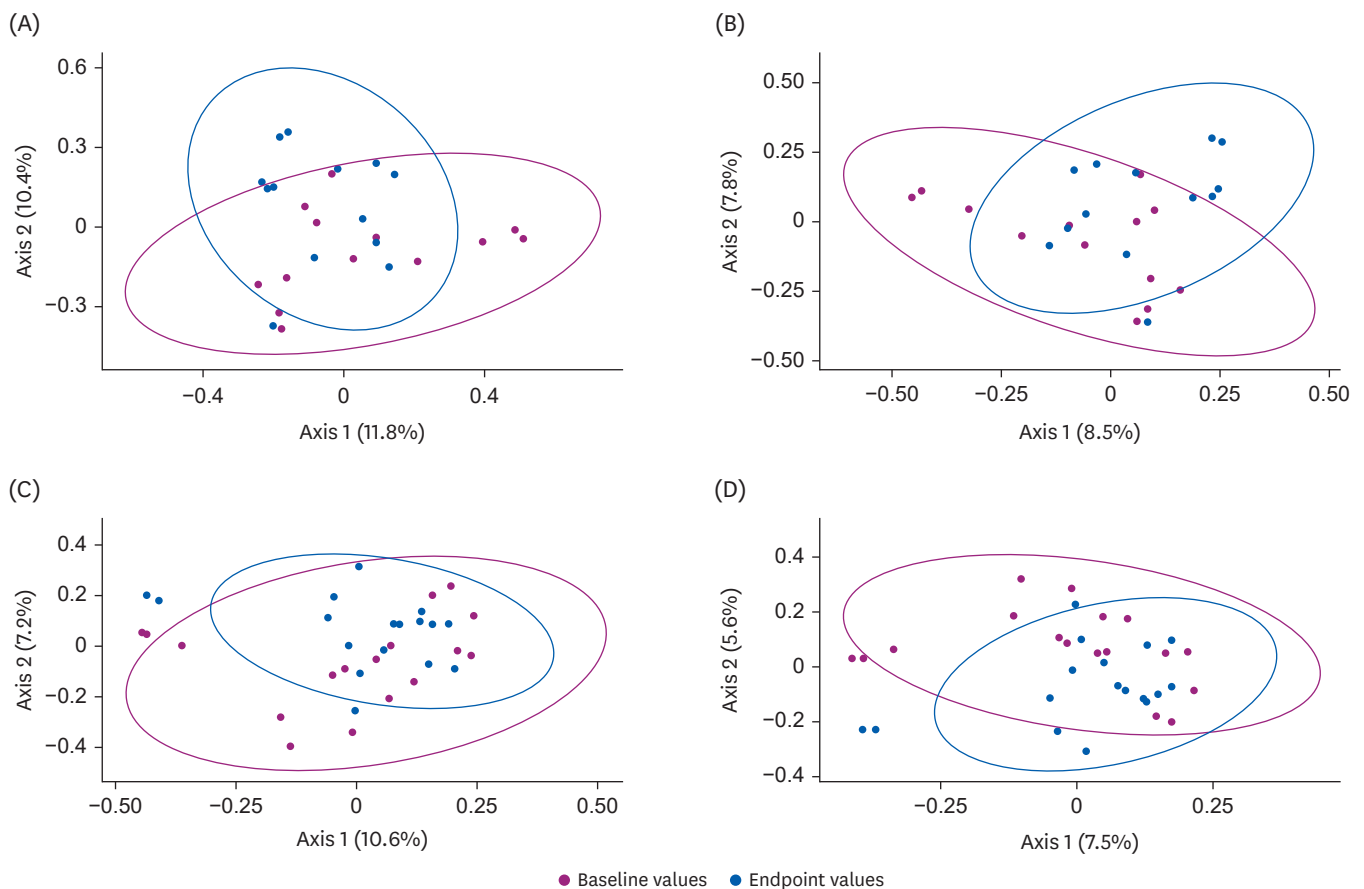 (A)
Axis 2 (10.4%)
0.6
0.3
0
−0.3
−0.4
0
0.4
Axis 1 (11.8%)
(B)
Axis 2 (7.8%)
0.50
0.25
0
−0.25
−0.50
−0.50
−0.25
0
0.25
0.50
Axis 1 (8.5%)
(C)
Axis 2 (7.2%)
0.4
0.2
0
−0.2
−0.4
−0.50
−0.25
0
0.25
0.50
Axis 1 (10.6%)
(D)
Axis 2 (5.6%)
0.4
0.2
0
−0.2
−0.4
−0.25
0
0.25
Axis 1 (7.5%)
Baseline values
Endpoint values